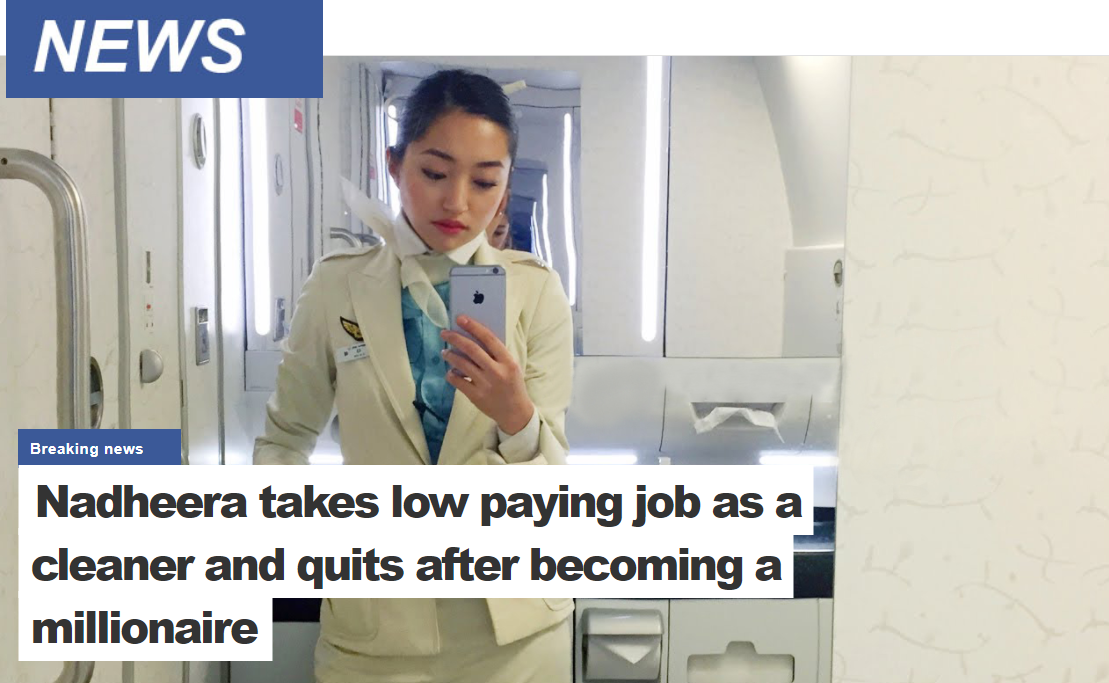 NEWS
Breaking news
Nadheera takes low paying job as a
cleaner and quits after becoming a
millionaire